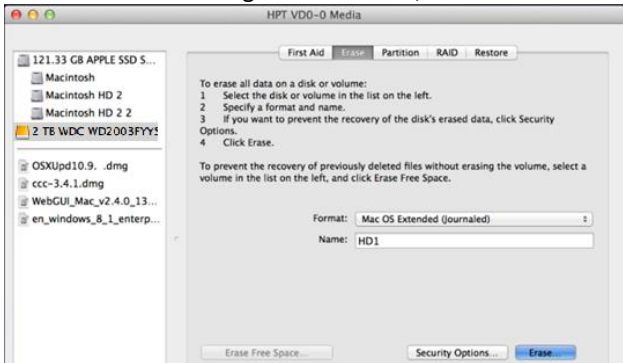 HPT VD0-0 Media
First Aid Erase Partition RAID Restore
121.33 GB APPLE SSD S...
Macintosh
Macintosh HD 2
Macintosh HD 2 2
2 TB WDC WD2003FYYS
OSXUpd10.9. .dmg
ccc-3.4.1.dmg
WebGUI_Mac_v2.4.0_13...
en_windows_8_1_enterp...
To erase all data on a disk or volume:
1 Select the disk or volume in the list on the left.
2 Specify a format and name.
3 If you want to prevent the recovery of the disk's erased data, click Security
Options.
4 Click Erase.
To prevent the recovery of previously deleted files without erasing the volume, select a
volume in the list on the left, and click Erase Free Space.
Format: Mac OS Extended (Journaled)
Name: HD1
Erase Free Space... Security Options... Erase...